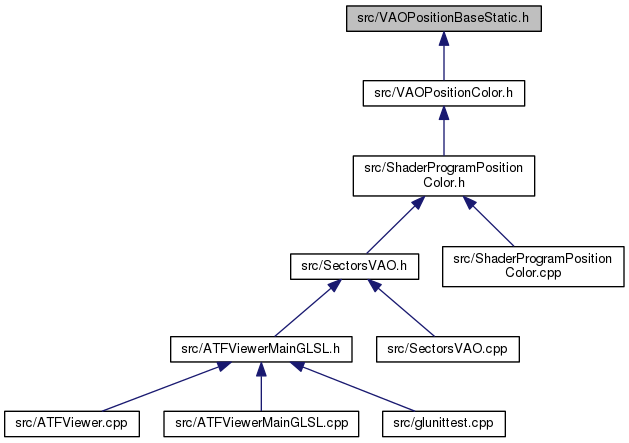 src/VAOPositionBaseStatic.h
src/VAOPositionColor.h
src/ShaderProgramPosition
Color.h
src/SectorsVAO.h
src/ShaderProgramPosition
Color.cpp
src/ATFViewerMainGLSL.h
src/SectorsVAO.cpp
src/ATFViewer.cpp
src/ATFViewerMainGLSL.cpp
src/glunittest.cpp